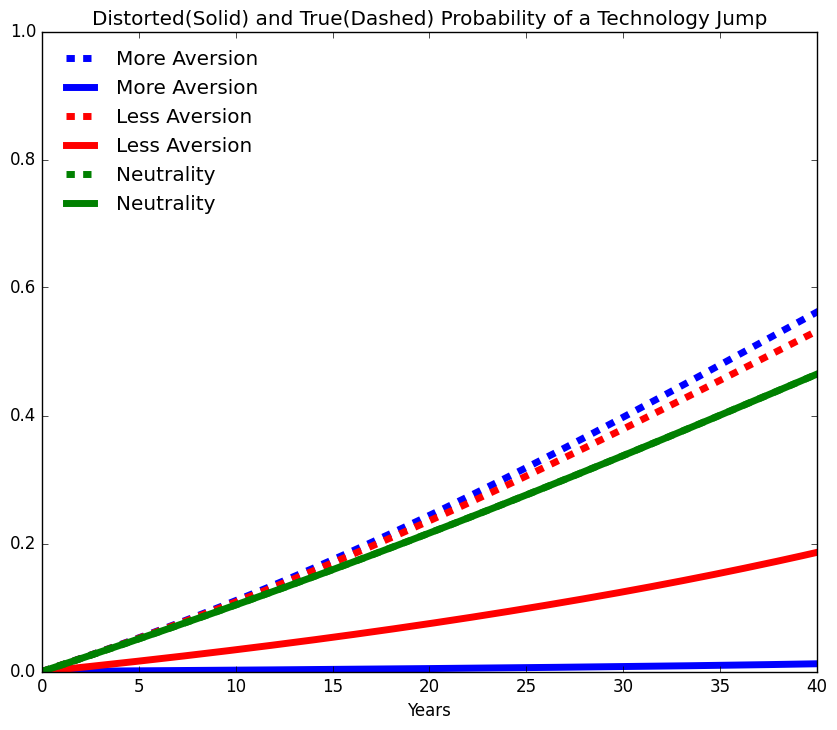 Distorted(Solid) and True(Dashed) Probability of a Technology Jump
1.0
More Aversion
More Aversion
Less Aversion
Less Aversion
Neutrality
Neutrality
0.8
0.6
0.4
0.2
0.0
0 5 10 15 20 25 30 35 40
Years